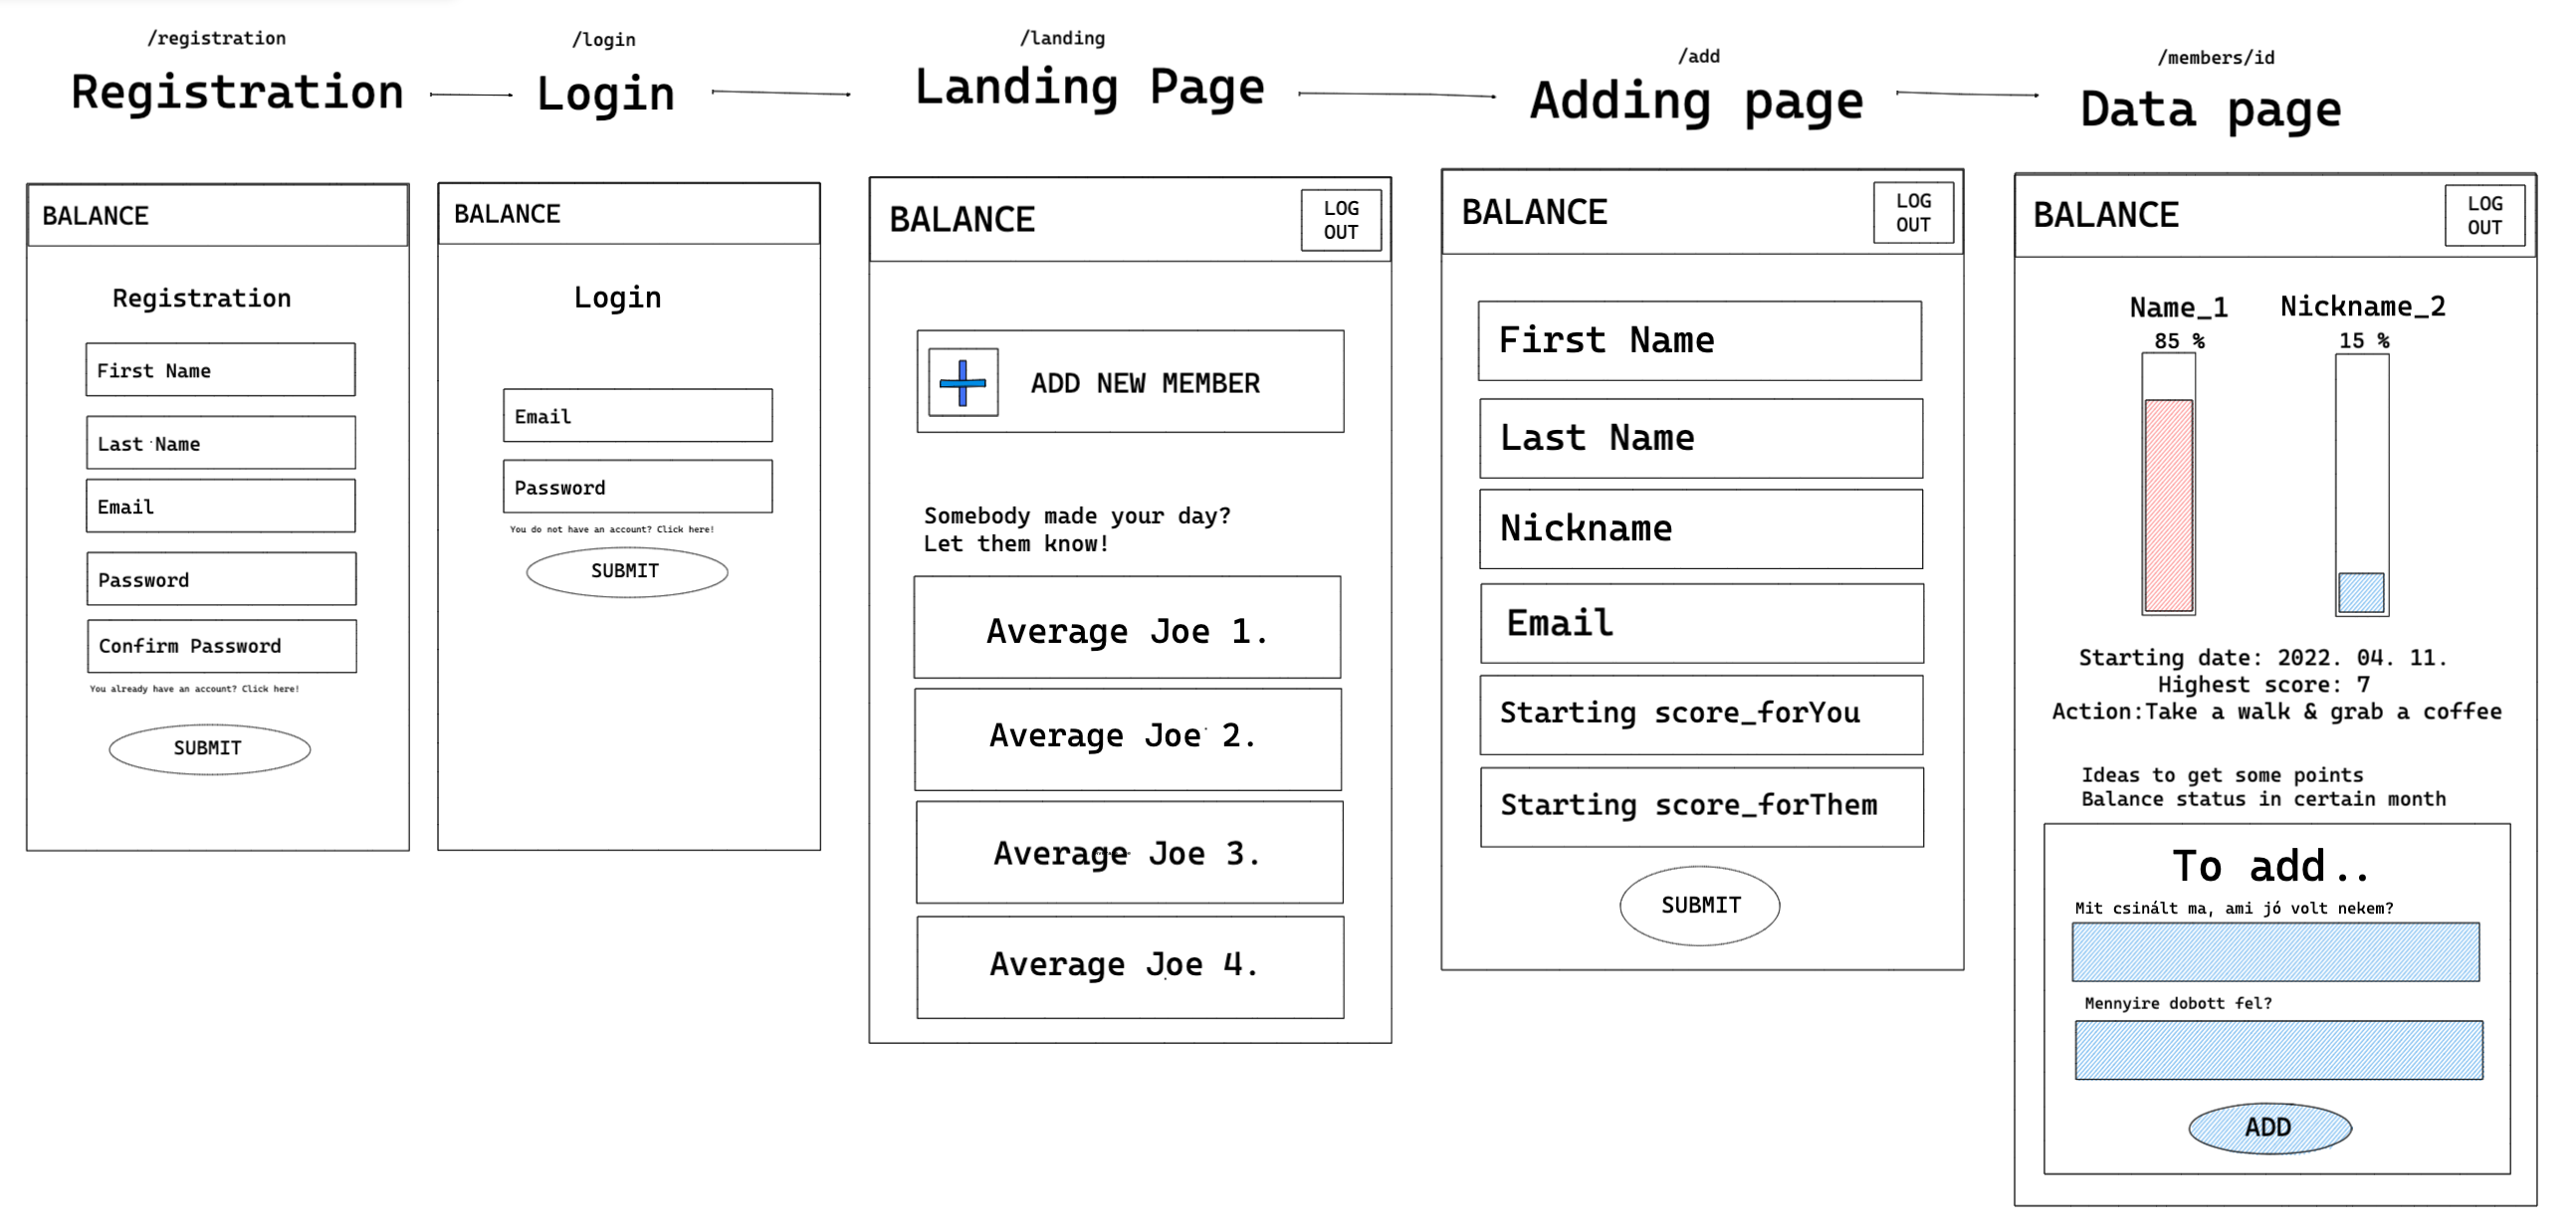 /registration
Registration
/login
Login
/landing
Landing Page
/add
Adding page
/members/id
Data page
BALANCE
Registration
First Name
Last Name
Email
Password
Confirm Password
You already have an account? Click here!
SUBMIT
BALANCE
Login
Email
Password
You do not have an account? Click here!
SUBMIT
BALANCE
LOG
OUT
ADD NEW MEMBER
Somebody made your day?
Let them know!
Average Joe 1.
Average Joe 2.
Average Joe 3.
Average Joe 4.
BALANCE
LOG
OUT
First Name
Last Name
Nickname
Email
Starting score_forYou
Starting score_forThem
SUBMIT
BALANCE
LOG
OUT
Name_1
85 %
Nickname_2
15 %
Starting date: 2022. 04. 11.
Highest score: 7
Action:Take a walk & grab a coffee
Ideas to get some points
Balance status in certain month
To add..
Mit csinált ma, ami jó volt nekem?
Mennyire dobott fel?
ADD